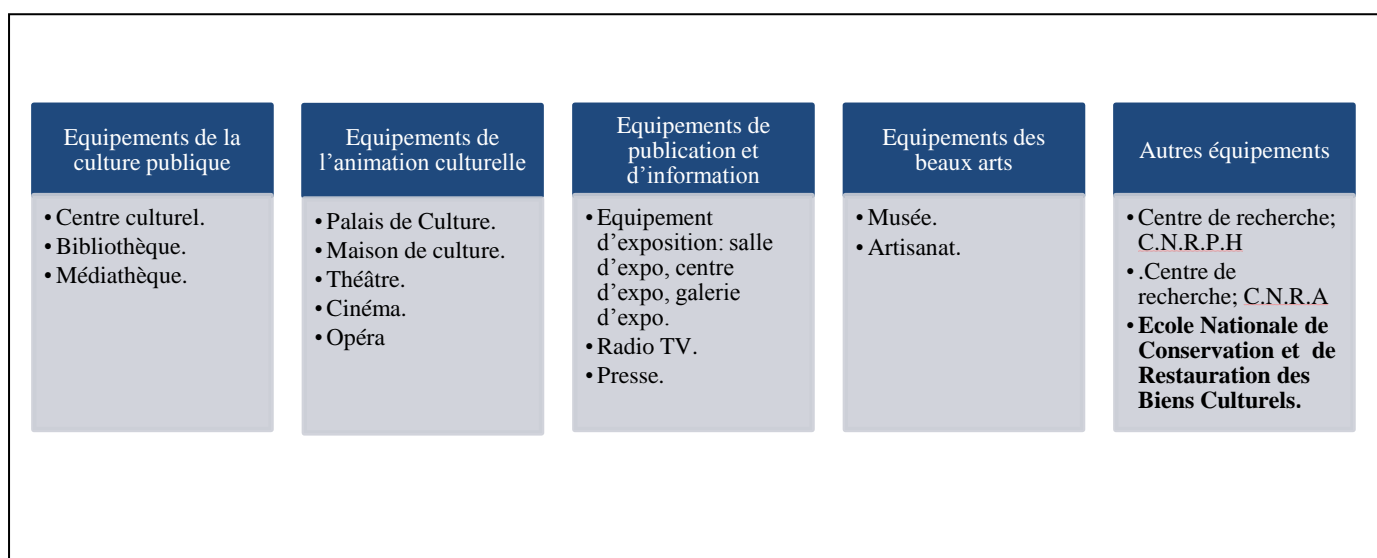 Equipements de la
culture publique
• Centre culturel.
• Bibliothèque.
• Médiathèque.
Equipements de
l’animation culturelle
• Palais de Culture.
• Maison de culture.
• Théâtre.
• Cinéma.
• Opéra
Equipements de
publication et
d’information
• Equipement
d’exposition: salle
d’expo, centre
d’expo, galerie
d’expo.
• Radio TV.
• Presse.
Equipements des
beaux arts
• Musée.
• Artisanat.
Autres équipements
• Centre de recherche;
C.N.R.P.H
• .Centre de
recherche; C.N.R.A
• Ecole Nationale de
Conservation et de
Restauration des
Biens Culturels.